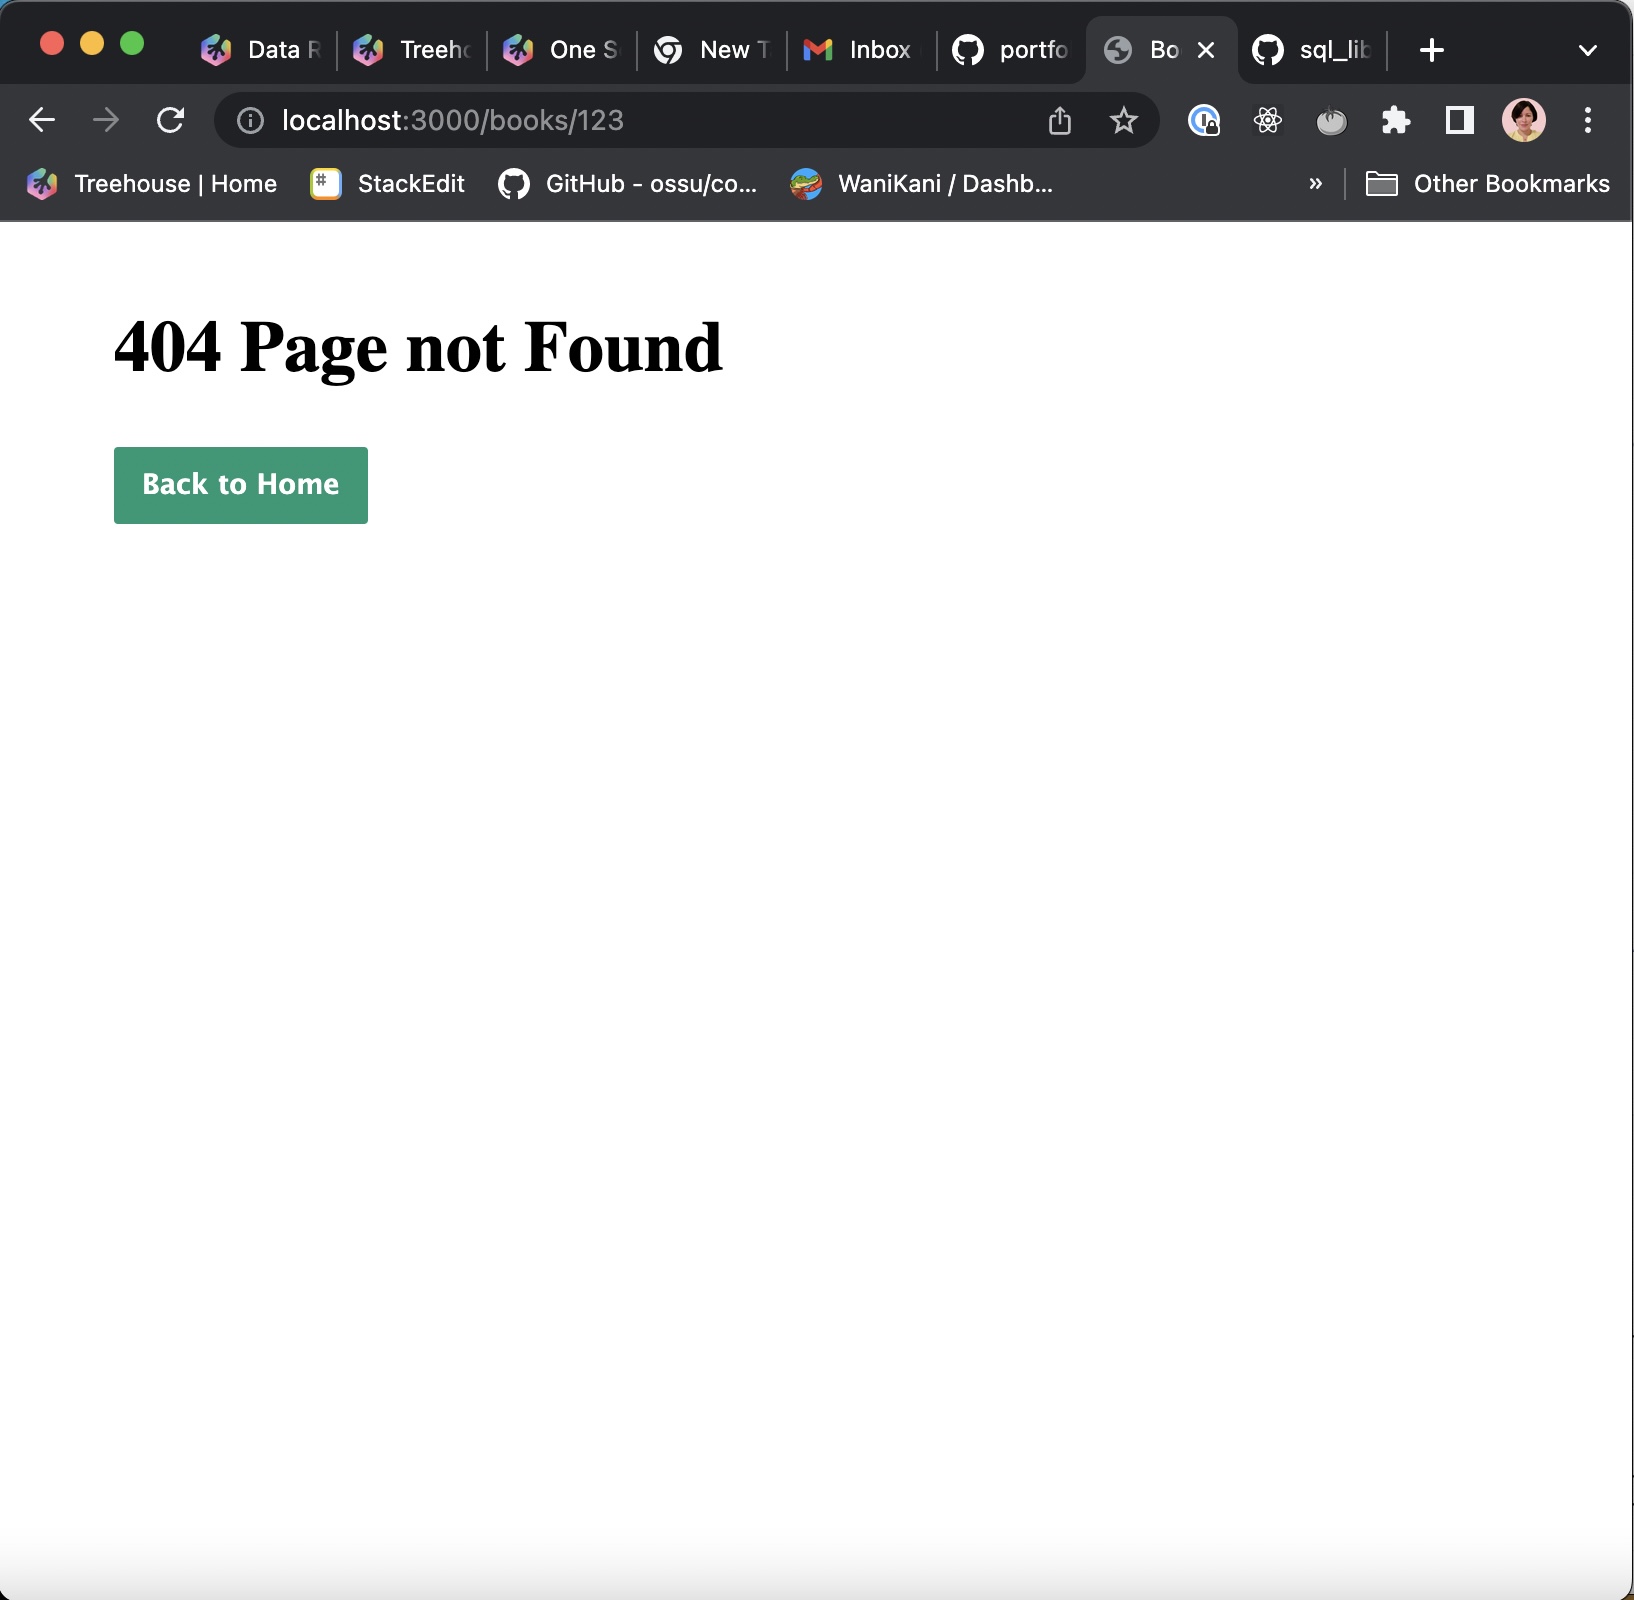 Data R
Treeho
One S
New T
Inbox
portfo
Bo
sql_lib
localhost:3000/books/123
Treehouse | Home
StackEdit
GitHub - ossu/co...
WaniKani / Dashb...
»
Other Bookmarks
404 Page not Found
Back to Home